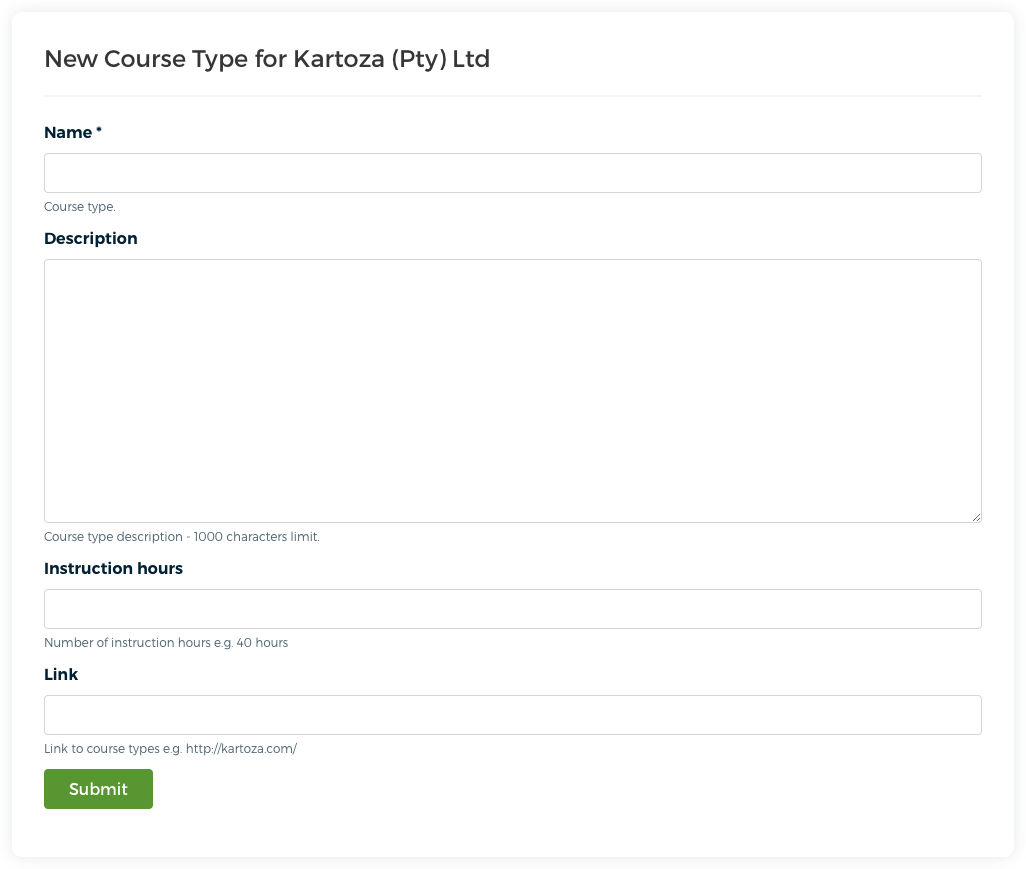 New Course Type for Kartoza (Pty) Ltd
Name *
Course type.
Description
Course type description - 1000 characters limit.
Instruction hours
Number of instruction hours e.g. 40 hours
Link
Link to course types e.g. http://kartoza.com/
Submit